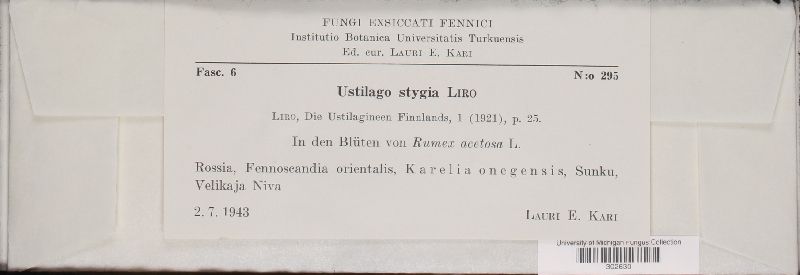 FUNGI EXSICCATI FENNICI
Institutio Botanica Universitatis Turkuensis
Ed. cur. LAURI E. KARI
Fasc. 6 N:o 295
Ustilago stygia LIRO
LIRO, Die Ustilagineen Finnlands, 1 (1921), p. 25.
In den Blüten von Rumex acetosa L.
Rossia, Fennoscandia orientalis, Karelia onegensis, Sunku,
Velikaja Niva
2. 7. 1943 LAURI E. KARI
University of Michigan Fungus Collection
302630